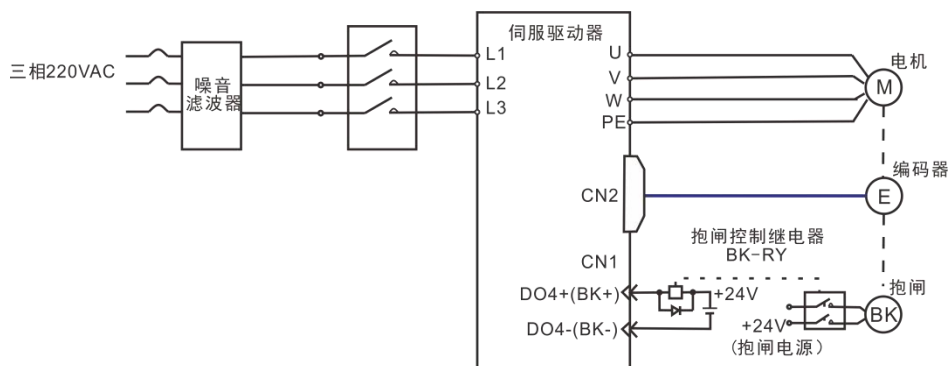 伺服驱动器
三相220VAC
噪音
滤波器
L1
L2
L3
U
V
W
PE
电机
M
编码器
E
CN2
抱闸控制继电器
BK-RY
CN1
抱闸
DO4+(BK+)
+24V
BK
DO4-(BK-)
+24V
(抱闸电源)